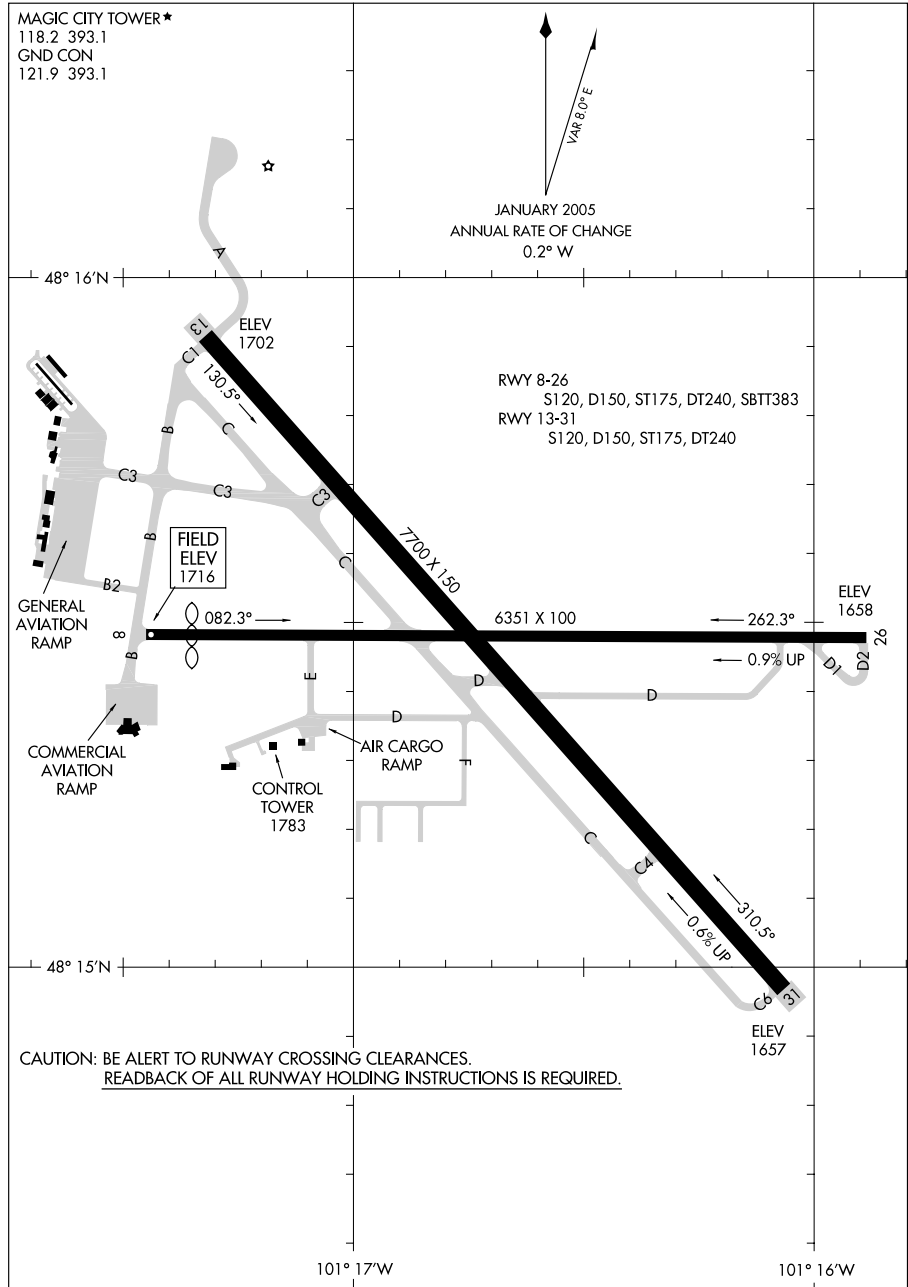 MAGIC CITY TOWER★
118.2 393.1
GND CON
121.9 393.1
VAR 8.0° E
JANUARY 2005
ANNUAL RATE OF CHANGE
0.2° W
A
48° 16'N
13
ELEV
1702
C1
130.5°
RWY 8-26
S120, D150, ST175, DT240, SBTT383
RWY 13-31
S120, D150, ST175, DT240
B
C
C3
C3
C3
7700 X 150
B
FIELD
ELEV
1716
C
B2
GENERAL
AVIATION
RAMP
ELEV
1658
8
082.3°
6351 X 100
262.3°
26
B
0.9% UP
D1
D2
E
D
D
D
COMMERCIAL
AVIATION
RAMP
AIR CARGO
RAMP
F
CONTROL
TOWER
1783
C
C4
310.5°
0.6% UP
48° 15'N
C6
31
ELEV
1657
CAUTION: BE ALERT TO RUNWAY CROSSING CLEARANCES.
READBACK OF ALL RUNWAY HOLDING INSTRUCTIONS IS REQUIRED.
101° 17'W
101° 16'W